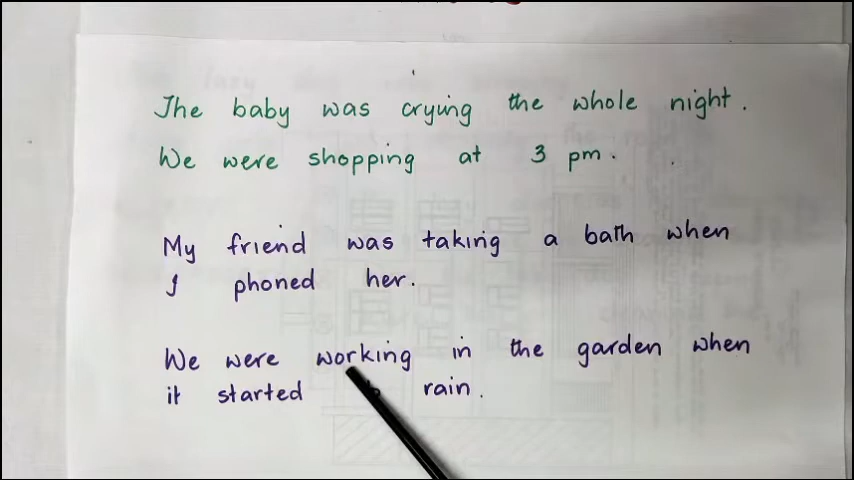 The baby was crying the whole night.
We were shopping at 3 pm.
My friend was taking a bath when
I phoned her.
We were working in the garden when
it started rain.